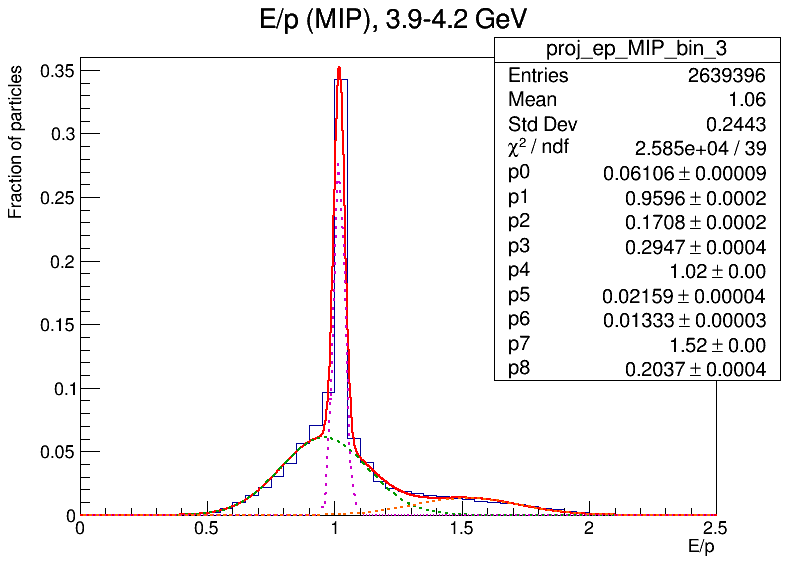 E/p (MIP), 3.9-4.2 GeV
proj_ep_MIP_bin_3
Entries 2639396
Mean 1.06
Std Dev 0.2443
χ² / ndf 2.585e+04 / 39
p0 0.06106 ± 0.00009
p1 0.9596 ± 0.0002
p2 0.1708 ± 0.0002
p3 0.2947 ± 0.0004
p4 1.02 ± 0.00
p5 0.02159 ± 0.00004
p6 0.01333 ± 0.00003
p7 1.52 ± 0.00
p8 0.2037 ± 0.0004
Fraction of particles
0.35
0.3
0.25
0.2
0.15
0.1
0.05
0
0 0.5 1 1.5 2 2.5
E/p